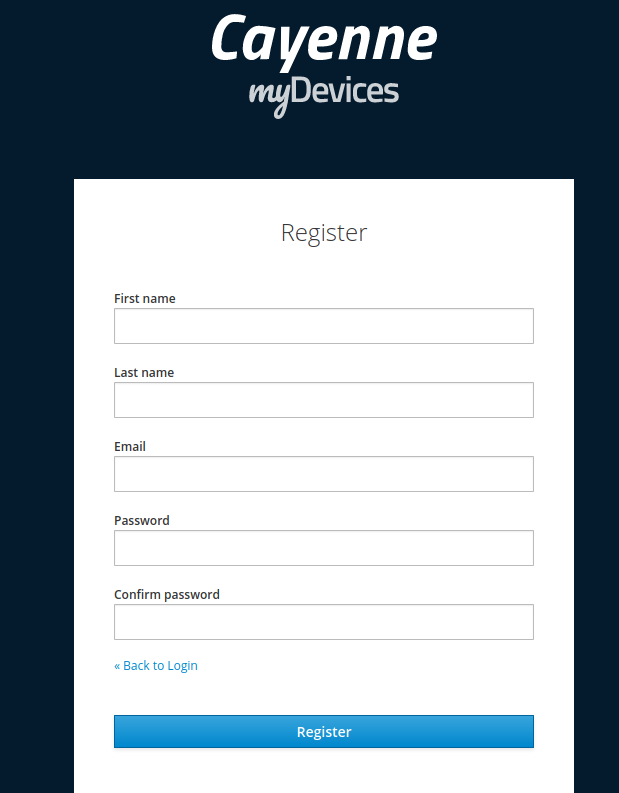 Cayenne
myDevices
Register
First name
Last name
Email
Password
Confirm password
« Back to Login
Register